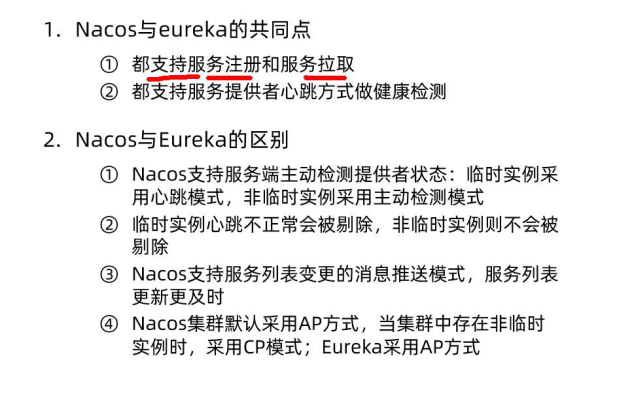 1. Nacos与eureka的共同点
① 都支持服务注册和服务拉取
② 都支持服务提供者心跳方式做健康检测
2. Nacos与Eureka的区别
① Nacos支持服务端主动检测提供者状态：临时实例采
用心跳模式，非临时实例采用主动检测模式
② 临时实例心跳不正常会被剔除，非临时实例则不会被
剔除
③ Nacos支持服务列表变更的消息推送模式，服务列表
更新更及时
④ Nacos集群默认采用AP方式，当集群中存在非临时
实例时，采用CP模式；Eureka采用AP方式